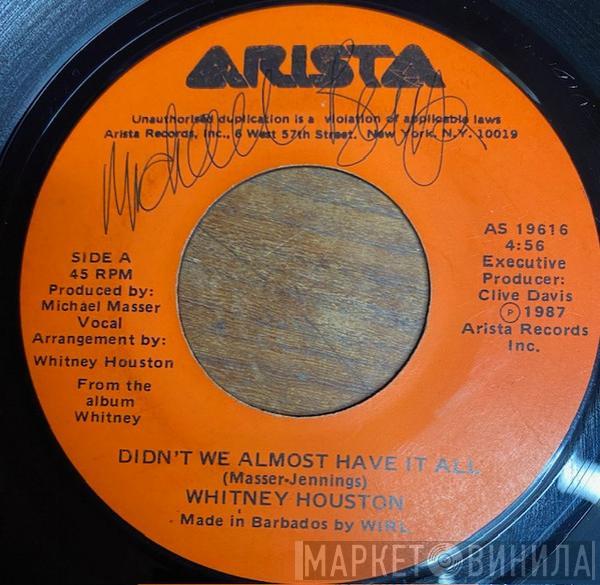 ARISTA
Unauthorised duplication is a violation of applicable laws
Arista Records, Inc., 6 West 57th Street. New York, N.Y. 10019
Michael
SIDE A
45 RPM
Produced by:
Michael Masser
Vocal
Arrangement by:
Whitney Houston
From the
album
Whitney
AS 19616
4:56
Executive
Producer:
Clive Davis
℗ 1987
Arista Records
Inc.
DIDN'T WE ALMOST HAVE IT ALL
(Masser-Jennings)
WHITNEY HOUSTON
Made in Barbados by WIRL
МАРКЕТ ВИНИЛА